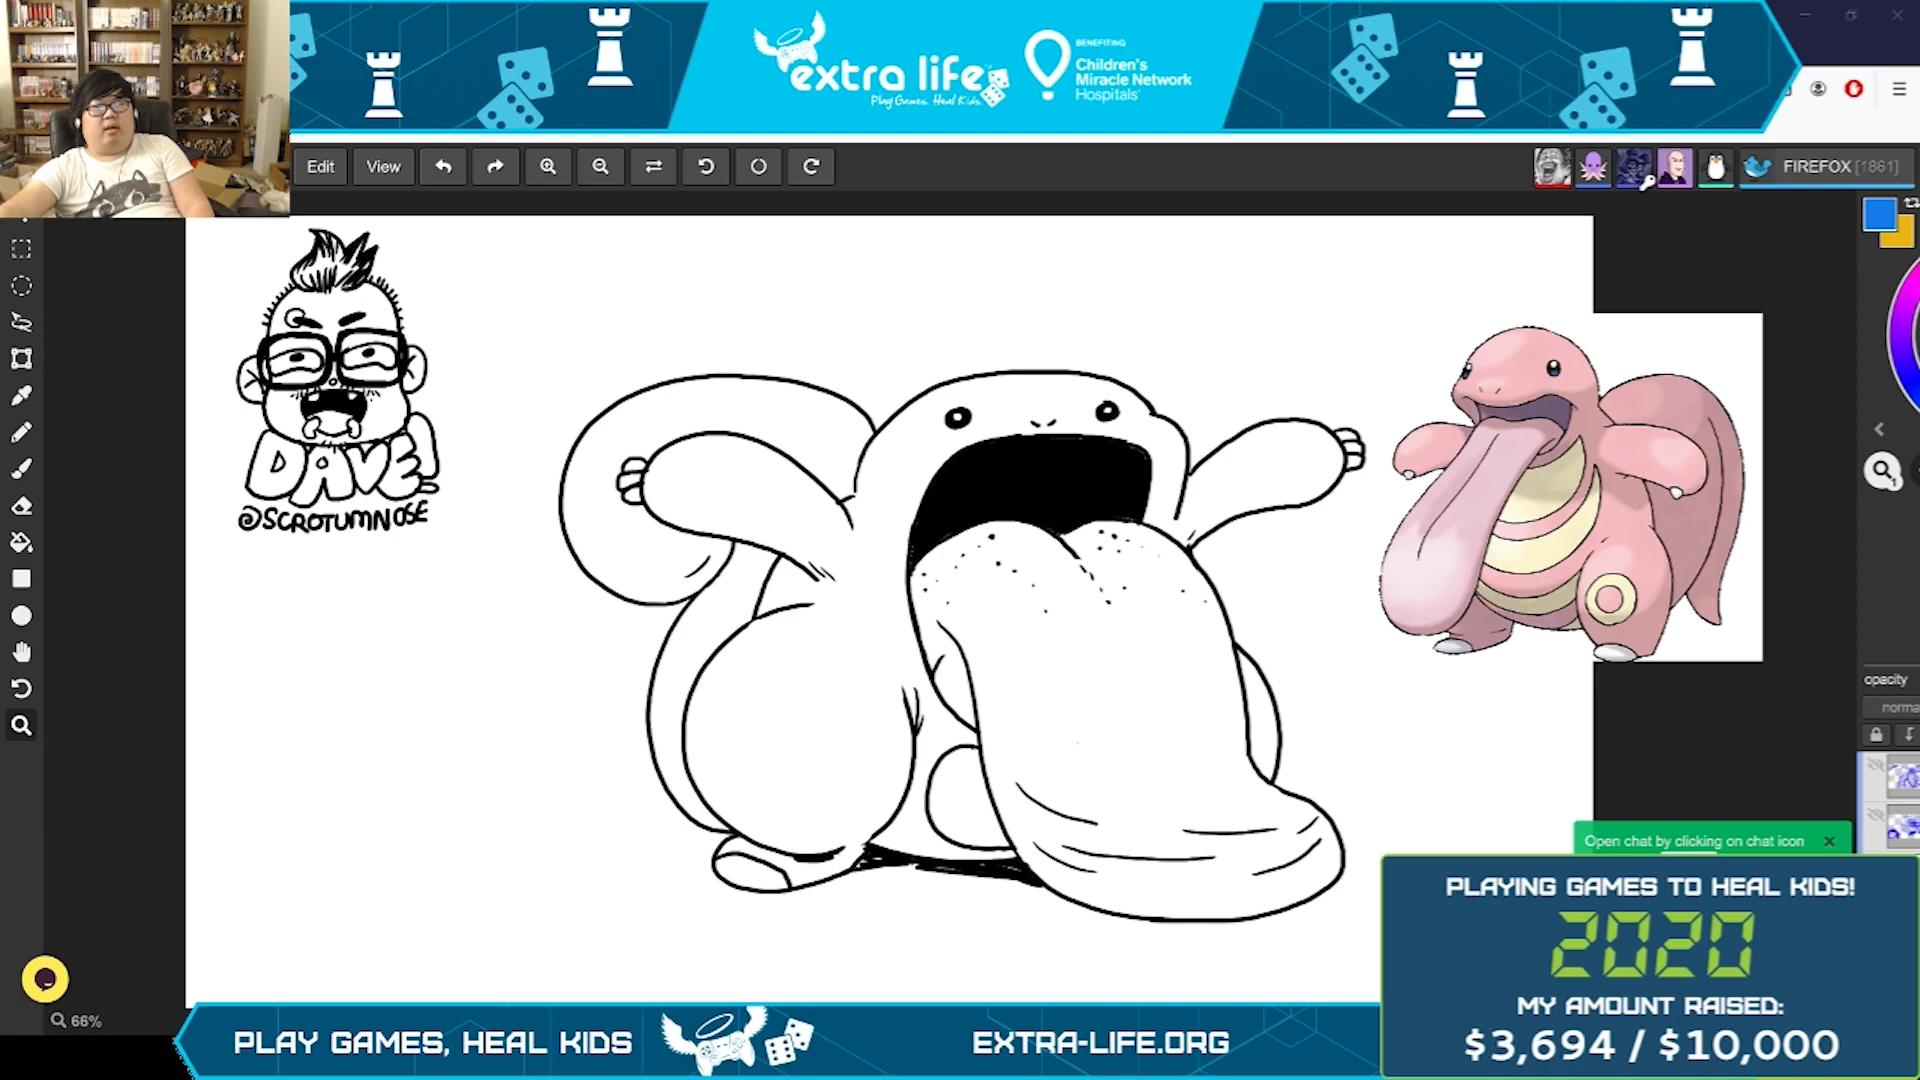 extra life
Play Games. Heal Kids.
BENEFITING
Children's
Miracle Network
Hospitals
Edit
View
FIREFOX [1861]
DAVE
@SCROTUMNOSE
opacity
norma
Open chat by clicking on chat icon
PLAYING GAMES TO HEAL KIDS!
2020
MY AMOUNT RAISED:
$3,694 / $10,000
66%
PLAY GAMES, HEAL KIDS
EXTRA-LIFE.ORG